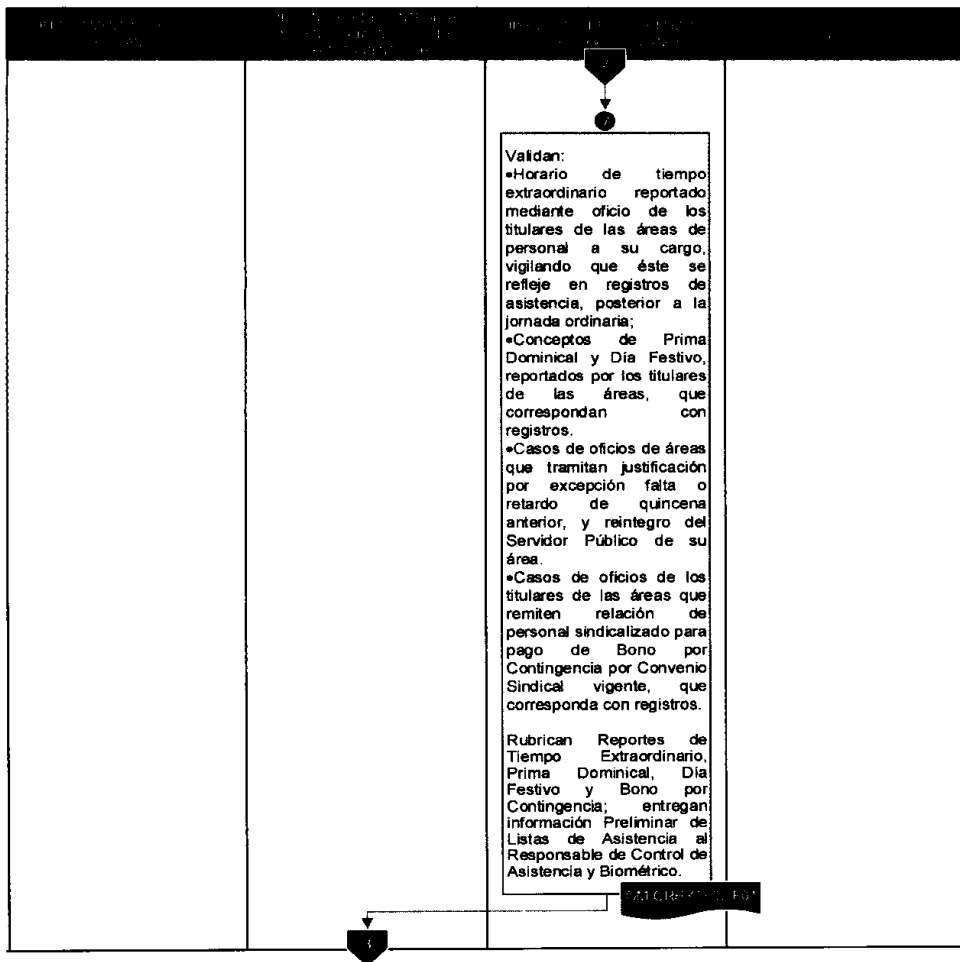 Validan:
•Horario de tiempo
extraordinario reportado
mediante oficio de los
titulares de las áreas de
personal a su cargo,
vigilando que éste se
refleje en registros de
asistencia, posterior a la
jornada ordinaria;
•Conceptos de Prima
Dominical y Día Festivo,
reportados por los titulares
de las áreas, que
correspondan con
registros.
•Casos de oficios de áreas
que tramitan justificación
por excepción falta o
retardo de quincena
anterior, y reintegro del
Servidor Público de su
área.
•Casos de oficios de los
titulares de las áreas que
remiten relación de
personal sindicalizado para
pago de Bono por
Contingencia por Convenio
Sindical vigente, que
corresponda con registros.
Rubrican Reportes de
Tiempo Extraordinario,
Prima Dominical, Día
Festivo y Bono por
Contingencia; entregan
información Preliminar de
Listas de Asistencia al
Responsable de Control de
Asistencia y Biométrico.
3